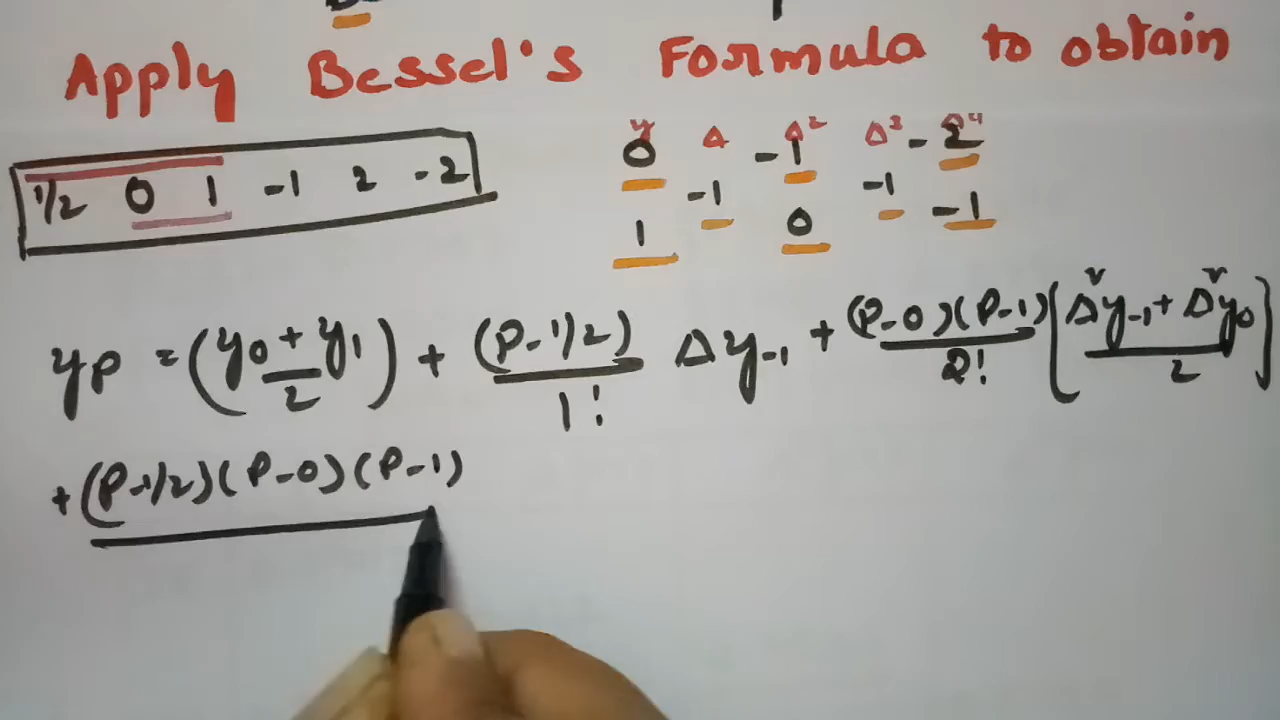 Apply Bessel's Formula to obtain
y Δ Δ² Δ³ Δ⁴
0 -1 -2
1/2 0 1 -1 2 -2
-1 -1
1 0 -1
yp = (y₀ + y₁ / 2) + (P-1/2) / 1! Δy₋₁ + (P-0)(P-1) / 2! [Δ²y₋₁ + Δ²y₀ / 2]
+ (P-1/2)(P-0)(P-1)